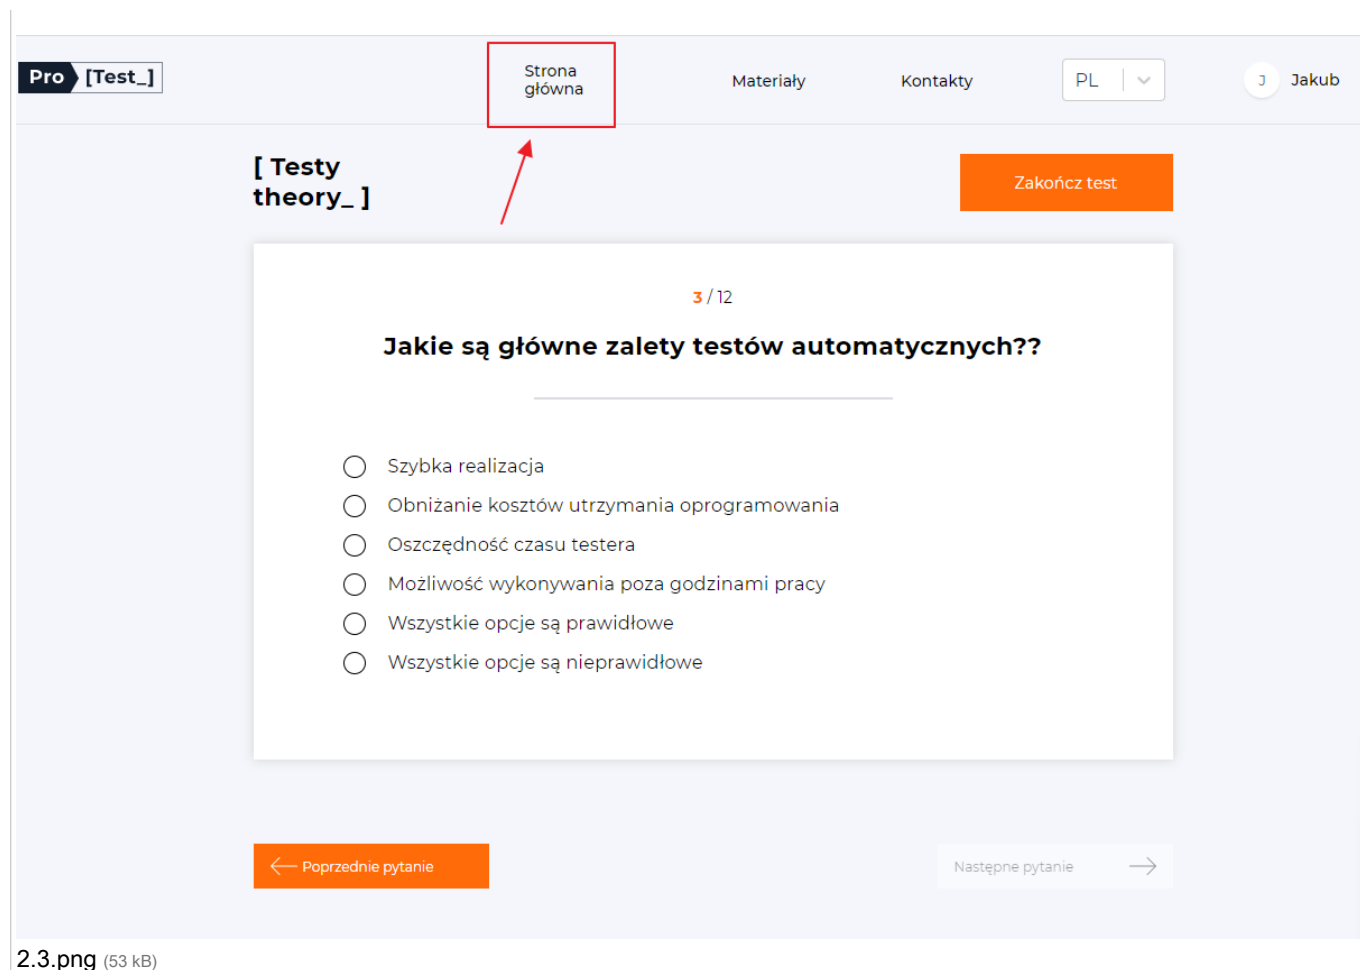 Pro [Test_]
Strona
główna
Materiały
Kontakty
PL
J Jakub
[ Testy
theory_ ]
Zakończ test
3 / 12
Jakie są główne zalety testów automatycznych??
Szybka realizacja
Obniżanie kosztów utrzymania oprogramowania
Oszczędność czasu testera
Możliwość wykonywania poza godzinami pracy
Wszystkie opcje są prawidłowe
Wszystkie opcje są nieprawidłowe
Poprzednie pytanie
Następne pytanie
2.3.png (53 kB)